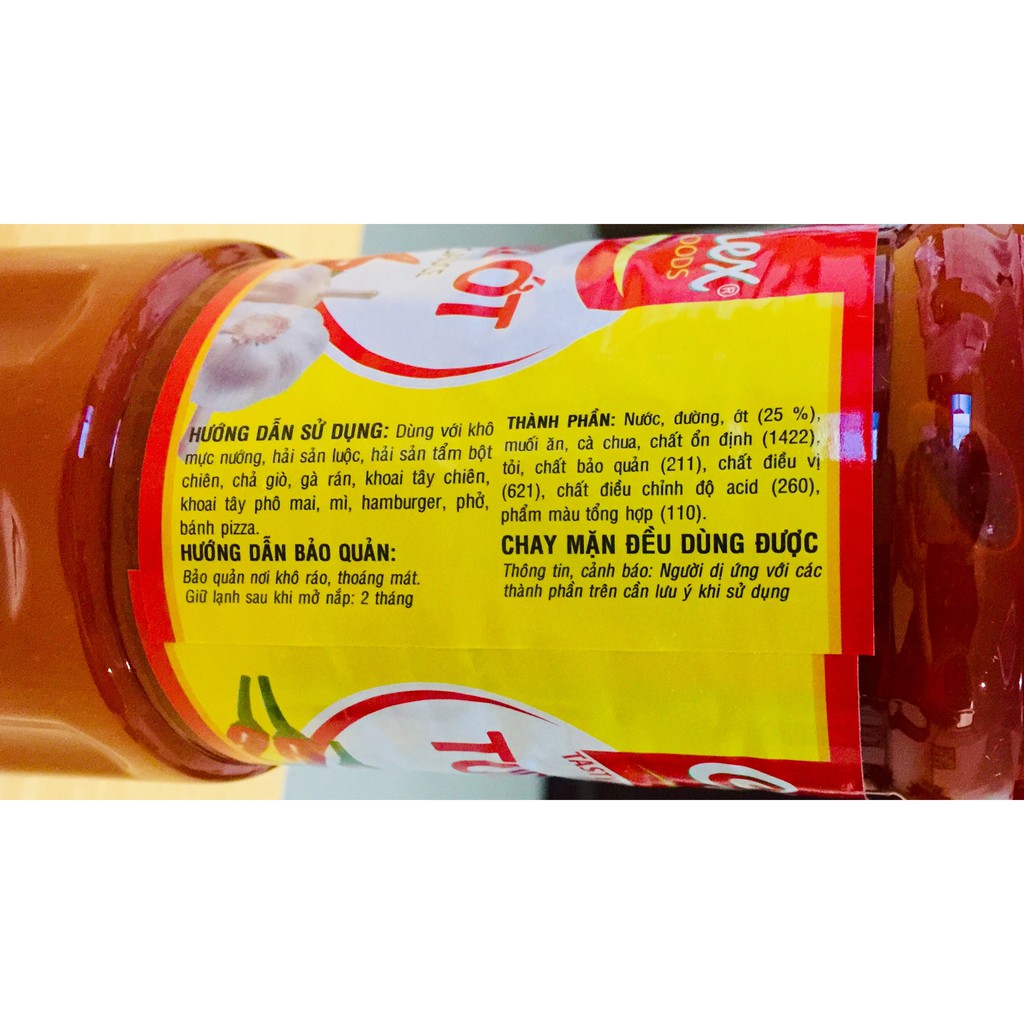 ỚT
HƯỚNG DẪN SỬ DỤNG: Dùng với khô
mực nướng, hải sản luộc, hải sản tẩm bột
chiên, chả giò, gà rán, khoai tây chiên,
khoai tây phô mai, mì, hamburger, phở,
bánh pizza.
HƯỚNG DẪN BẢO QUẢN:
Bảo quản nơi khô ráo, thoáng mát.
Giữ lạnh sau khi mở nắp: 2 tháng
THÀNH PHẦN: Nước, đường, ớt (25 %),
muối ăn, cà chua, chất ổn định (1422),
tỏi, chất bảo quản (211), chất điều vị
(621), chất điều chỉnh độ acid (260),
phẩm màu tổng hợp (110).
CHAY MẶN ĐỀU DÙNG ĐƯỢC
Thông tin, cảnh báo: Người dị ứng với các
thành phần trên cần lưu ý khi sử dụng